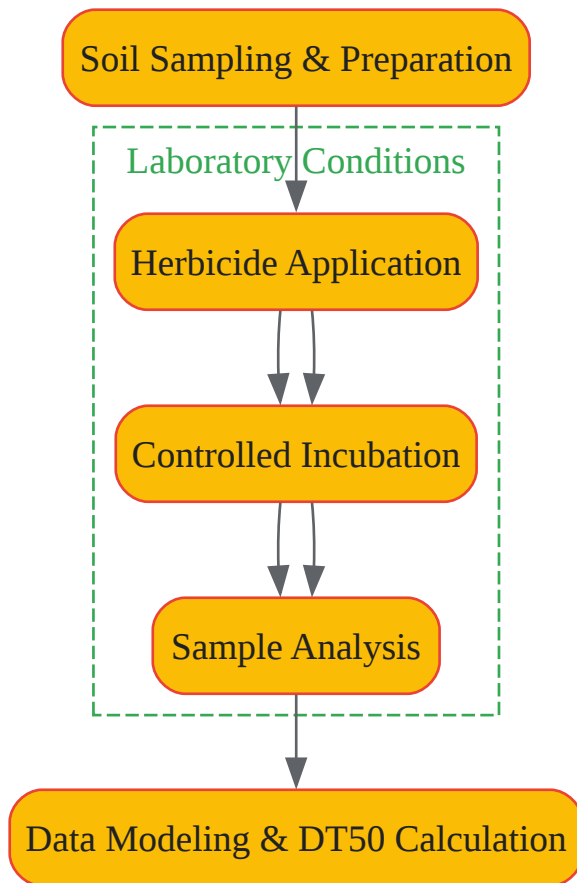 Soil Sampling & Preparation
Laboratory Conditions
Herbicide Application
Controlled Incubation
Sample Analysis
Data Modeling & DT50 Calculation